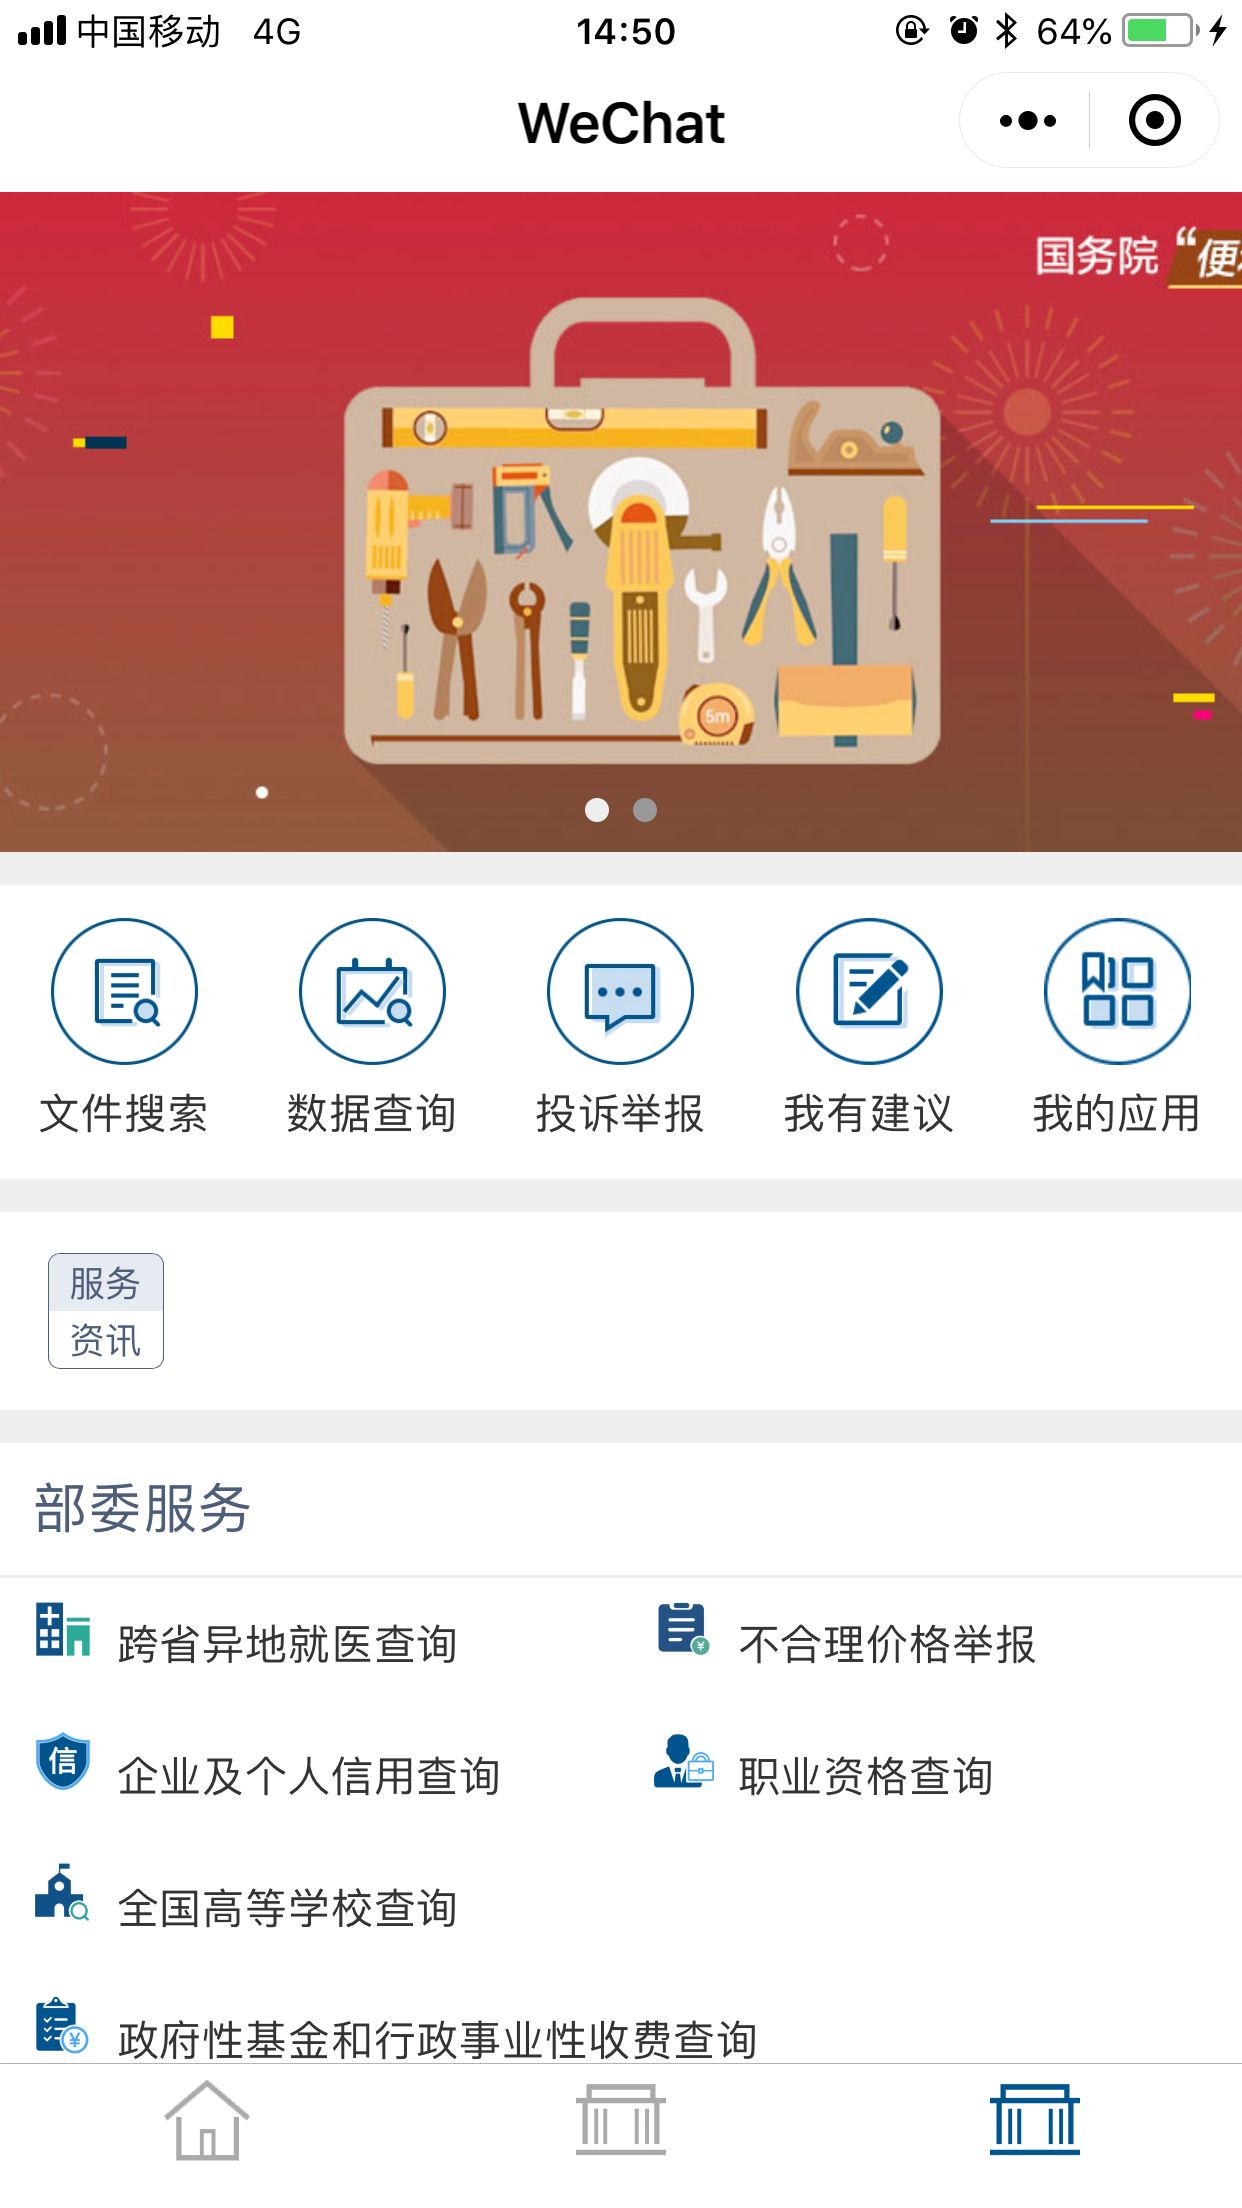 中国移动 4G 14:50 64%
WeChat
国务院“便
5m
文件搜索 数据查询 投诉举报 我有建议 我的应用
服务
资讯
部委服务
跨省异地就医查询 不合理价格举报
信 企业及个人信用查询 职业资格查询
全国高等学校查询
政府性基金和行政事业性收费查询